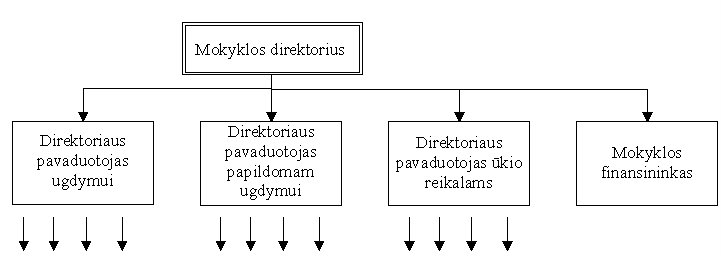 Mokyklos direktorius
Direktoriaus
pavaduotojas
ugdymui
Direktoriaus
pavaduotojas
papildomam
ugdymui
Direktoriaus
pavaduotojas ūkio
reikalams
Mokyklos
finansininkas